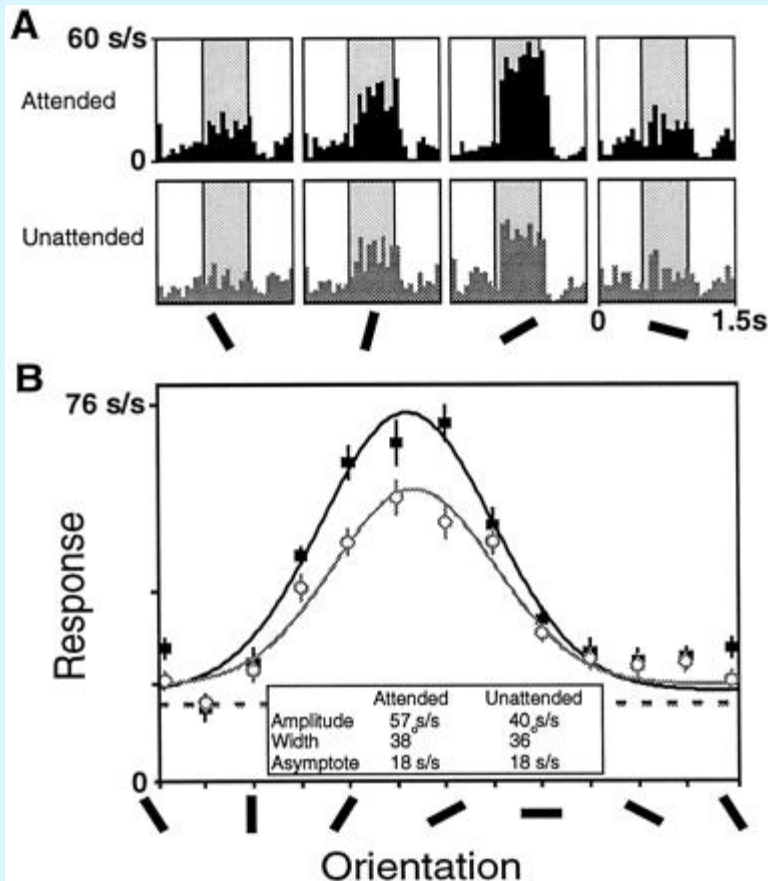 A
60 s/s
Attended
0
Unattended
0 1.5s
B
76 s/s
Response
Attended Unattended
Amplitude 57 s/s 40 s/s
Width 38° 36°
Asymptote 18 s/s 18 s/s
0
Orientation